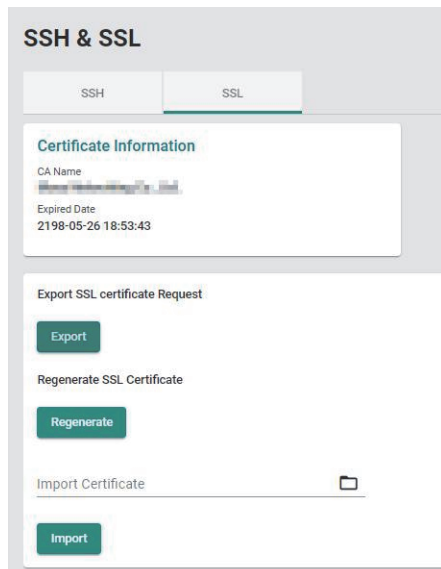 SSH & SSL
SSH SSL
Certificate Information
CA Name
Expired Date
2198-05-26 18:53:43
Export SSL certificate Request
Export
Regenerate SSL Certificate
Regenerate
Import Certificate
Import